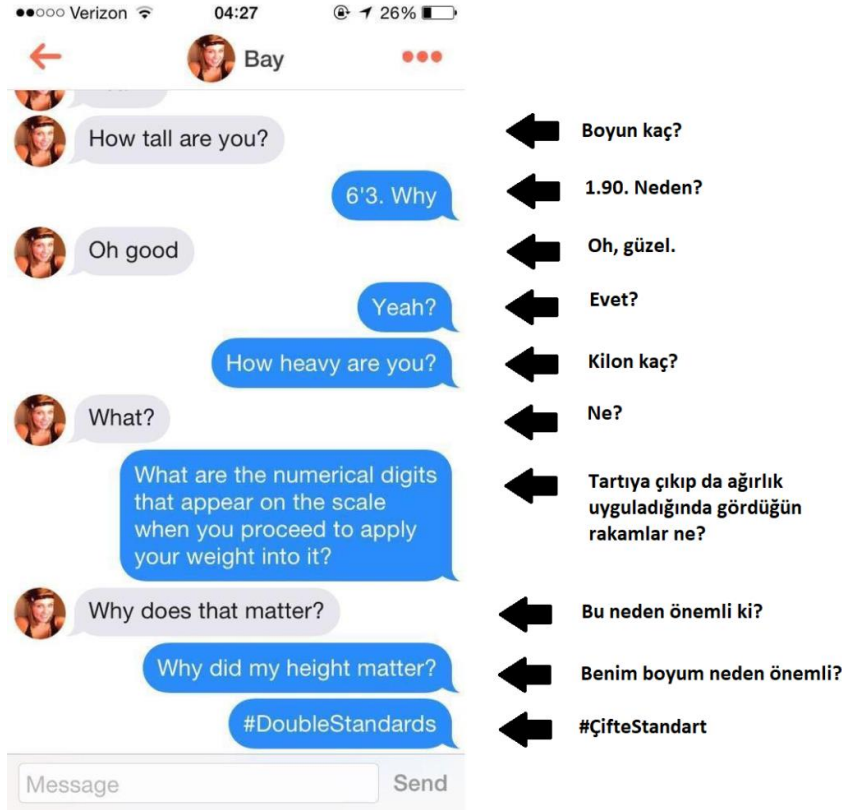 Verizon 04:27 26%
Bay
How tall are you?
Boyun kaç?
6'3. Why
1.90. Neden?
Oh good
Oh, güzel.
Yeah?
Evet?
How heavy are you?
Kilon kaç?
What?
Ne?
What are the numerical digits
that appear on the scale
when you proceed to apply
your weight into it?
Tartıya çıkıp da ağırlık
uyguladığında gördüğün
rakamlar ne?
Why does that matter?
Bu neden önemli ki?
Why did my height matter?
Benim boyum neden önemli?
#DoubleStandards
#ÇifteStandart
Message Send